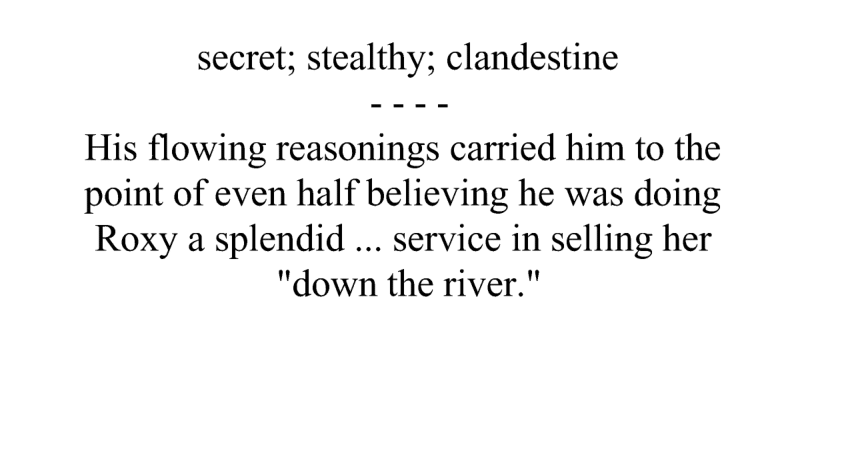 secret; stealthy; clandestine
- - - -
His flowing reasonings carried him to the
point of even half believing he was doing
Roxy a splendid ... service in selling her
"down the river."